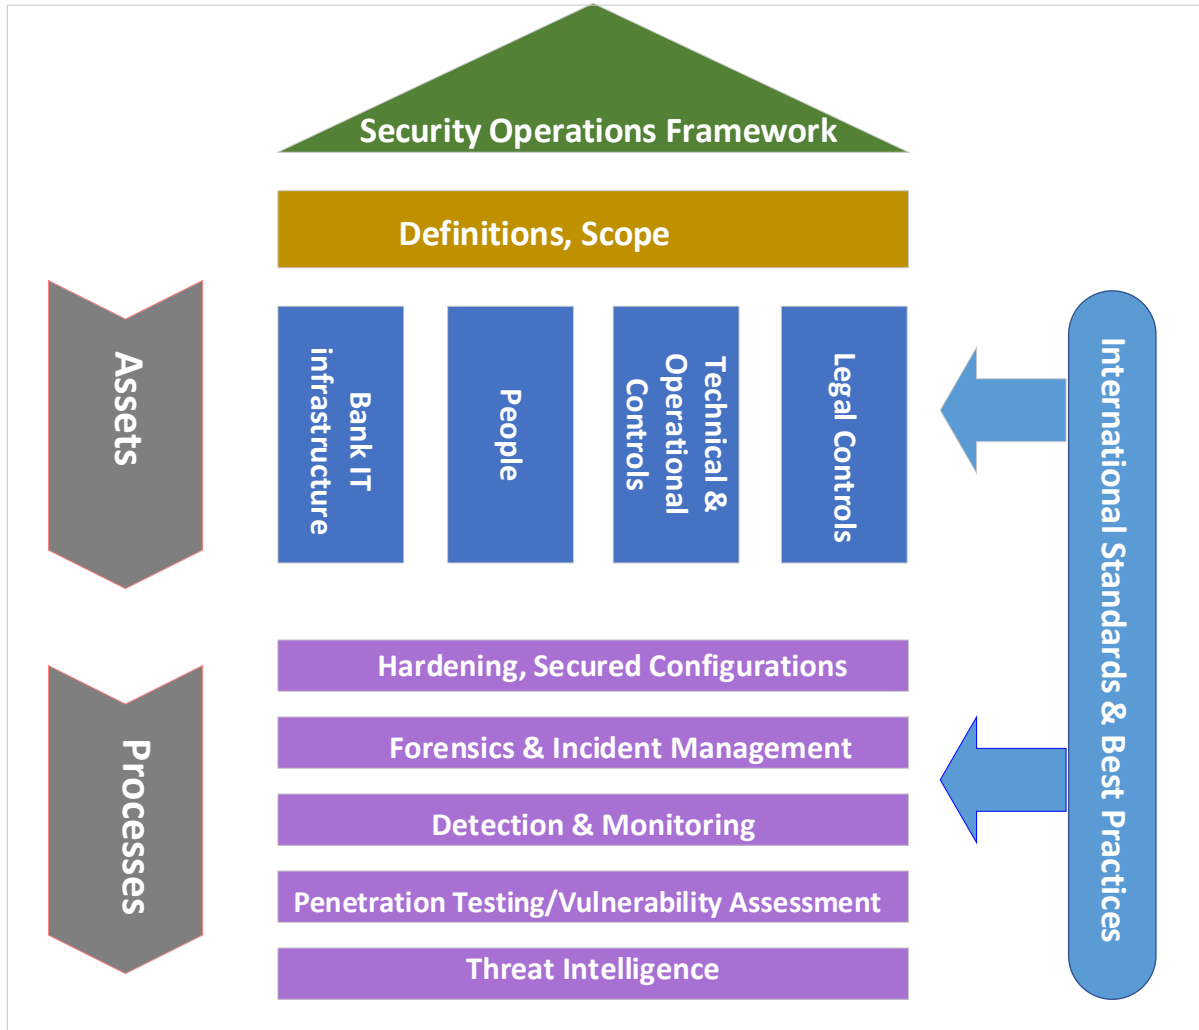 Security Operations Framework
Definitions, Scope
Assets
Bank IT
infrastructure
People
Technical &
Operational
Controls
Legal Controls
International Standards & Best Practices
Processes
Hardening, Secured Configurations
Forensics & Incident Management
Detection & Monitoring
Penetration Testing/Vulnerability Assessment
Threat Intelligence